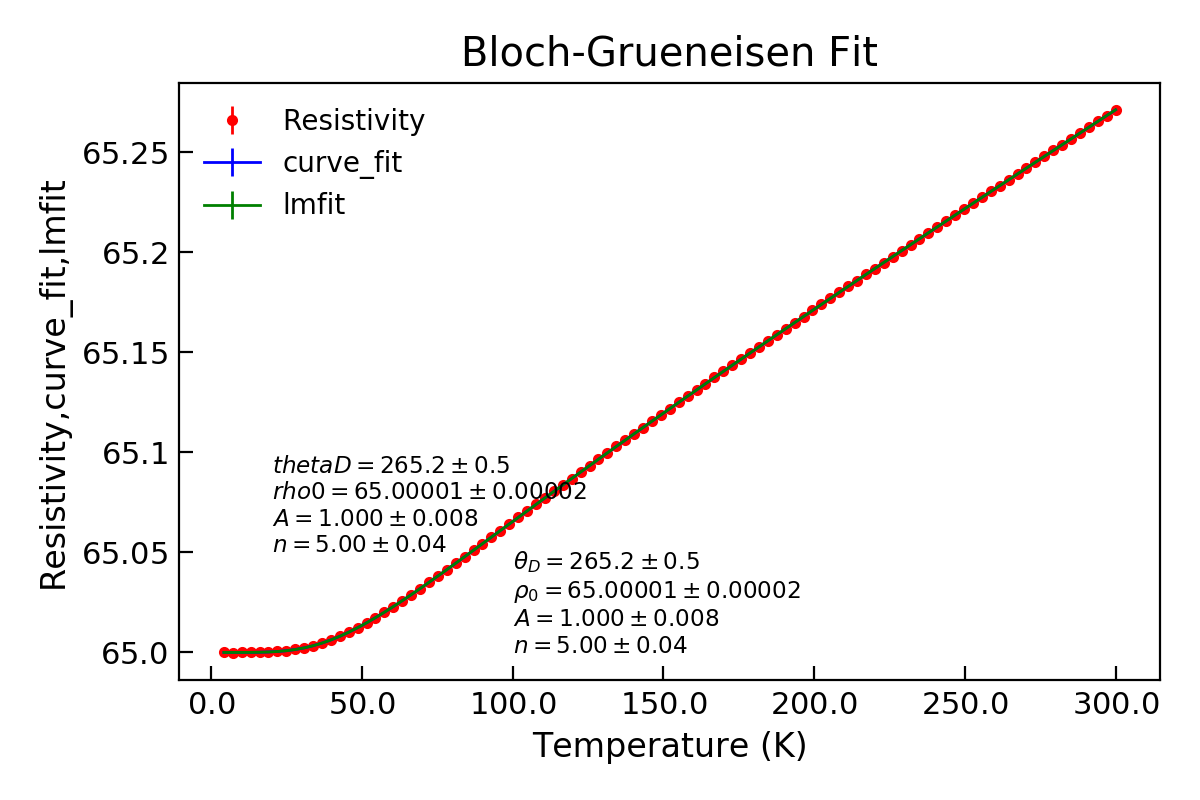 Bloch-Grueneisen Fit
Resistivity
curve_fit
lmfit
Resistivity,curve_fit,lmfit
65.25
65.2
65.15
65.1
65.05
65.0
thetaD = 265.2 ± 0.5
rho0 = 65.00001 ± 0.00002
A = 1.000 ± 0.008
n = 5.00 ± 0.04
θ_D = 265.2 ± 0.5
ρ₀ = 65.00001 ± 0.00002
A = 1.000 ± 0.008
n = 5.00 ± 0.04
0.0 50.0 100.0 150.0 200.0 250.0 300.0
Temperature (K)